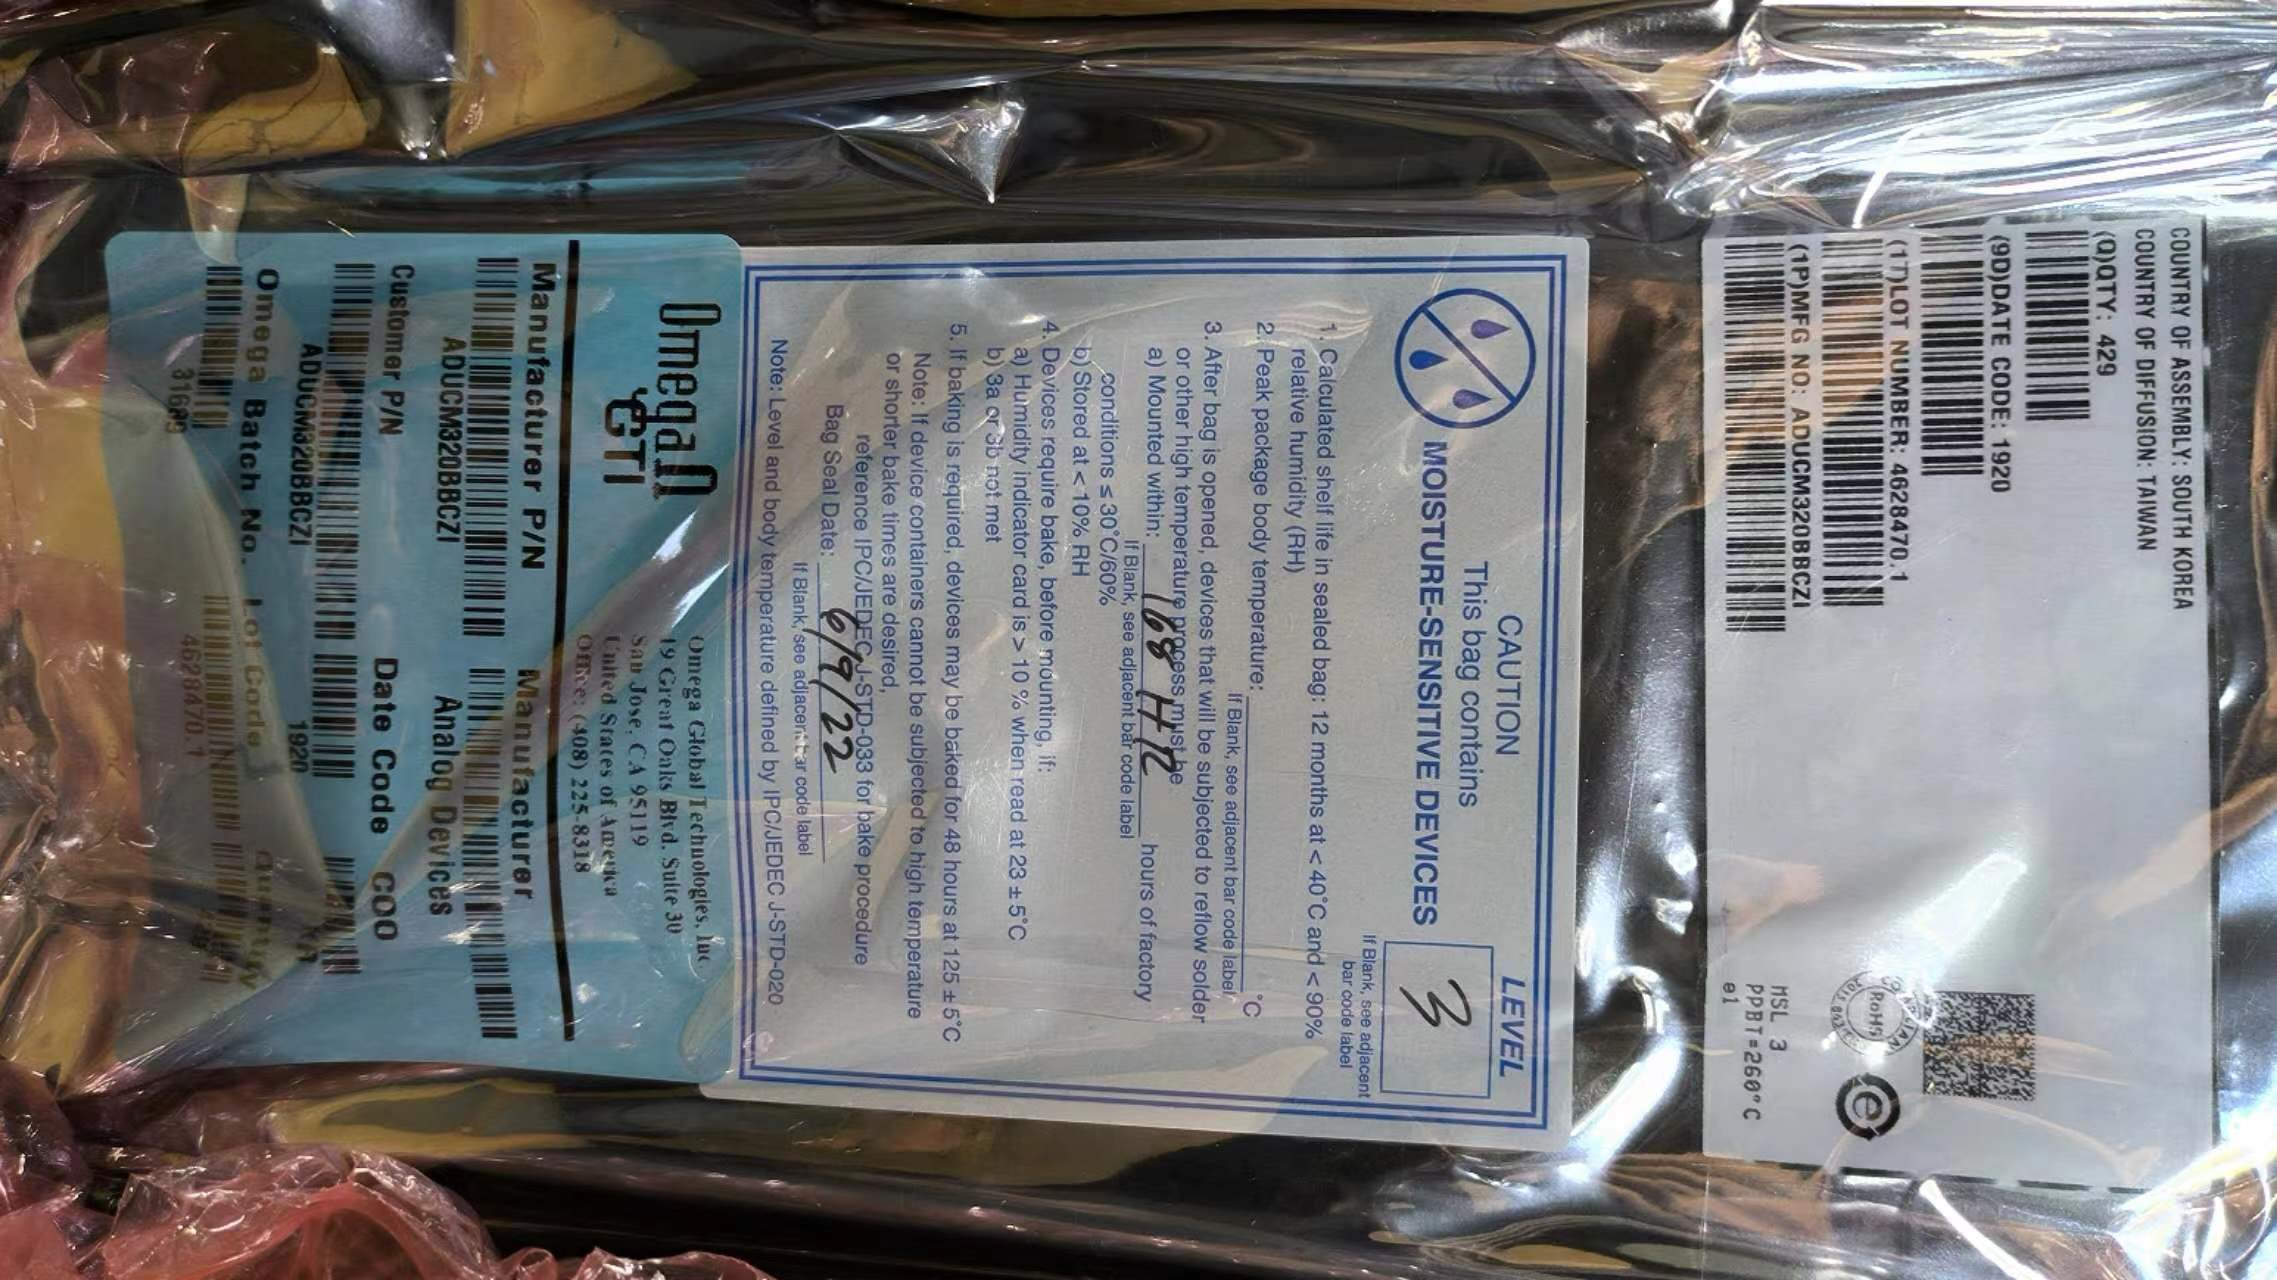 COUNTRY OF ASSEMBLY: SOUTH KOREA
COUNTRY OF DIFFUSION: TAIWAN
(Q)QTY: 429
(9D)DATE CODE: 1920
(1T)LOT NUMBER: 4628470.1
(1P)MFG NO: ADUCM320BBCZI
RoHS
e
MSL 3
PPBT=260°C
e1
CAUTION
This bag contains
MOISTURE-SENSITIVE DEVICES
LEVEL
3
If Blank, see adjacent
bar code label
1. Calculated shelf life in sealed bag: 12 months at < 40°C and < 90%
relative humidity (RH)
2. Peak package body temperature: °C
If Blank, see adjacent bar code label
3. After bag is opened, devices that will be subjected to reflow solder
or other high temperature process must be
a) Mounted within: 168 HR hours of factory
If Blank, see adjacent bar code label
conditions ≤ 30°C/60%
b) Stored at < 10% RH
4. Devices require bake, before mounting, if:
a) Humidity indicator card is > 10 % when read at 23 ± 5°C
b) 3a or 3b not met
5. If baking is required, devices may be baked for 48 hours at 125 ± 5°C
Note: If device containers cannot be subjected to high temperature
or shorter bake times are desired,
reference IPC/JEDEC J-STD-033 for bake procedure
Bag Seal Date: 6/9/22
If Blank, see adjacent bar code label
Note: Level and body temperature defined by IPC/JEDEC J-STD-020
Omega
GTI
Omega Global Technologies, Inc
19 Great Oaks Blvd. Suite 30
San Jose, CA 95119
United States of America
Office: (408) 225-8318
Manufacturer P/N Manufacturer
ADUCM320BBCZI Analog Devices
Customer P/N Date Code COO
ADUCM320BBCZI 1920
Omega Batch No. Lot Code Quantity
4628470.1